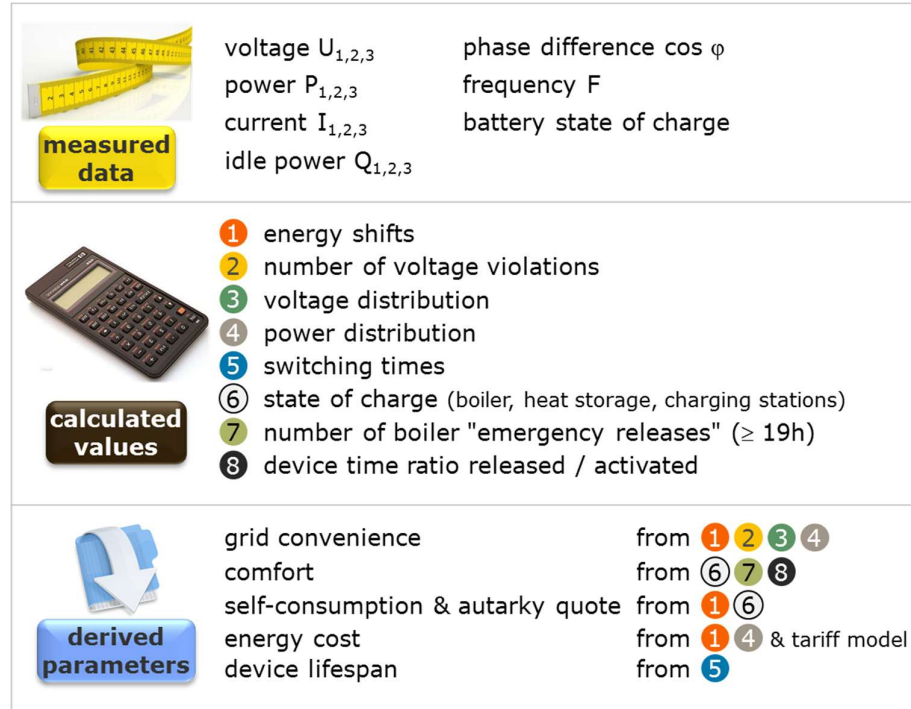 voltage U1,2,3
power P1,2,3
current I1,2,3
idle power Q1,2,3
phase difference cos φ
frequency F
battery state of charge
measured
data
1 energy shifts
2 number of voltage violations
3 voltage distribution
4 power distribution
5 switching times
6 state of charge (boiler, heat storage, charging stations)
7 number of boiler "emergency releases" (≥ 19h)
8 device time ratio released / activated
calculated
values
grid convenience from 1 2 3 4
comfort from 6 7 8
self-consumption & autarky quote from 1 6
energy cost from 1 4 & tariff model
device lifespan from 5
derived
parameters